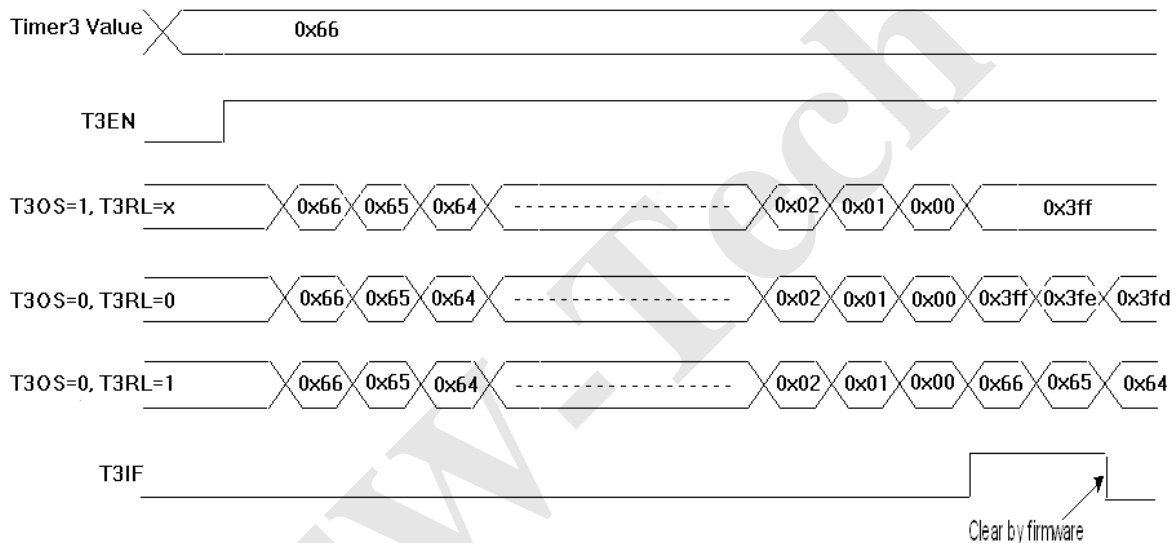 Timer3 Value 0x66
T3EN
T3OS=1, T3RL=x 0x66 0x65 0x64 0x02 0x01 0x00 0x3ff
T3OS=0, T3RL=0 0x66 0x65 0x64 0x02 0x01 0x00 0x3ff 0x3fe 0x3fd
T3OS=0, T3RL=1 0x66 0x65 0x64 0x02 0x01 0x00 0x66 0x65 0x64
T3IF
Clear by firmware
W-Tech